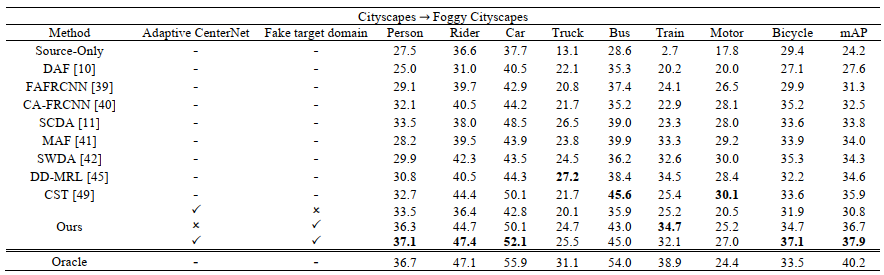 Cityscapes → Foggy Cityscapes
Method Adaptive CenterNet Fake target domain Person Rider Car Truck Bus Train Motor Bicycle mAP
Source-Only - - 27.5 36.6 37.7 13.1 28.6 2.7 17.8 29.4 24.2
DAF [10] - - 25.0 31.0 40.5 22.1 35.3 20.2 20.0 27.1 27.6
FAFRCNN [39] - - 29.1 39.7 42.9 20.8 37.4 24.1 26.5 29.9 31.3
CA-FRCNN [40] - - 32.1 40.5 44.2 21.7 35.2 22.9 28.1 35.2 32.5
SCDA [11] - - 33.5 38.0 48.5 26.5 39.0 23.3 28.0 33.6 33.8
MAF [41] - - 28.2 39.5 43.9 23.8 39.9 33.3 29.2 33.9 34.0
SWDA [42] - - 29.9 42.3 43.5 24.5 36.2 32.6 30.0 35.3 34.3
DD-MRL [45] - - 30.8 40.5 44.3 27.2 38.4 34.5 28.4 32.2 34.6
CST [49] - - 32.7 44.4 50.1 21.7 45.6 25.4 30.1 33.6 35.9
✓ × 33.5 36.4 42.8 20.1 35.9 25.2 20.5 31.9 30.8
Ours × ✓ 36.3 44.7 50.1 24.7 43.0 34.7 25.2 34.7 36.7
✓ ✓ 37.1 47.4 52.1 25.5 45.0 32.1 27.0 37.1 37.9
Oracle - - 36.7 47.1 55.9 31.1 54.0 38.9 24.4 33.5 40.2